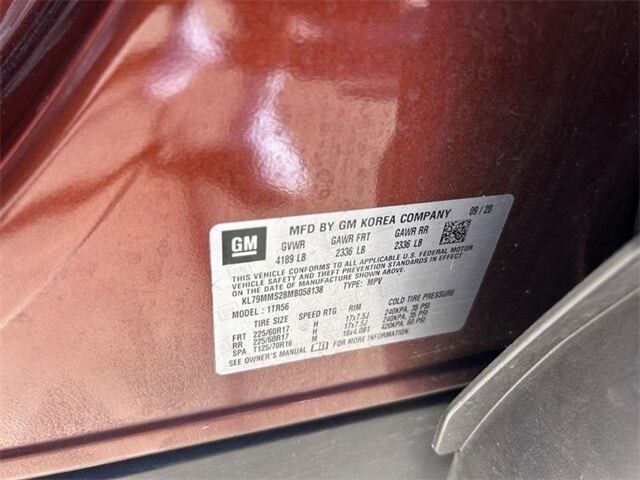 GM
MFD BY GM KOREA COMPANY 09 / 20
GVWR GAWR FRT GAWR RR
4189 LB 2336 LB 2336 LB
THIS VEHICLE CONFORMS TO ALL APPLICABLE U.S. FEDERAL MOTOR
VEHICLE SAFETY AND THEFT PREVENTION STANDARDS IN EFFECT
ON THE DATE OF MANUFACTURE SHOWN ABOVE.
KL79MMS28MB058138 TYPE: MPV
MODEL : 1TR56
TIRE SIZE SPEED RTG RIM COLD TIRE PRESSURE
FRT 225/60R17 H 17x7.5J 240KPA, 35 PSI
RR 225/60R17 H 17x7.5J 240KPA, 35 PSI
SPA T125/70R16 M 16x4.0BT 420KPA, 60 PSI
SEE OWNER'S MANUAL FOR MORE INFORMATION.